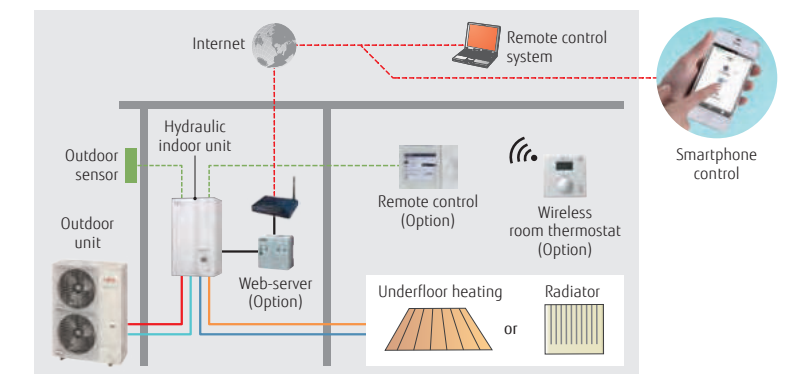 Internet
Remote control
system
Hydraulic
indoor unit
Outdoor
sensor
Smartphone
control
Remote control
(Option)
Wireless
room thermostat
(Option)
Outdoor
unit
Web-server
(Option)
Underfloor heating
Radiator
or